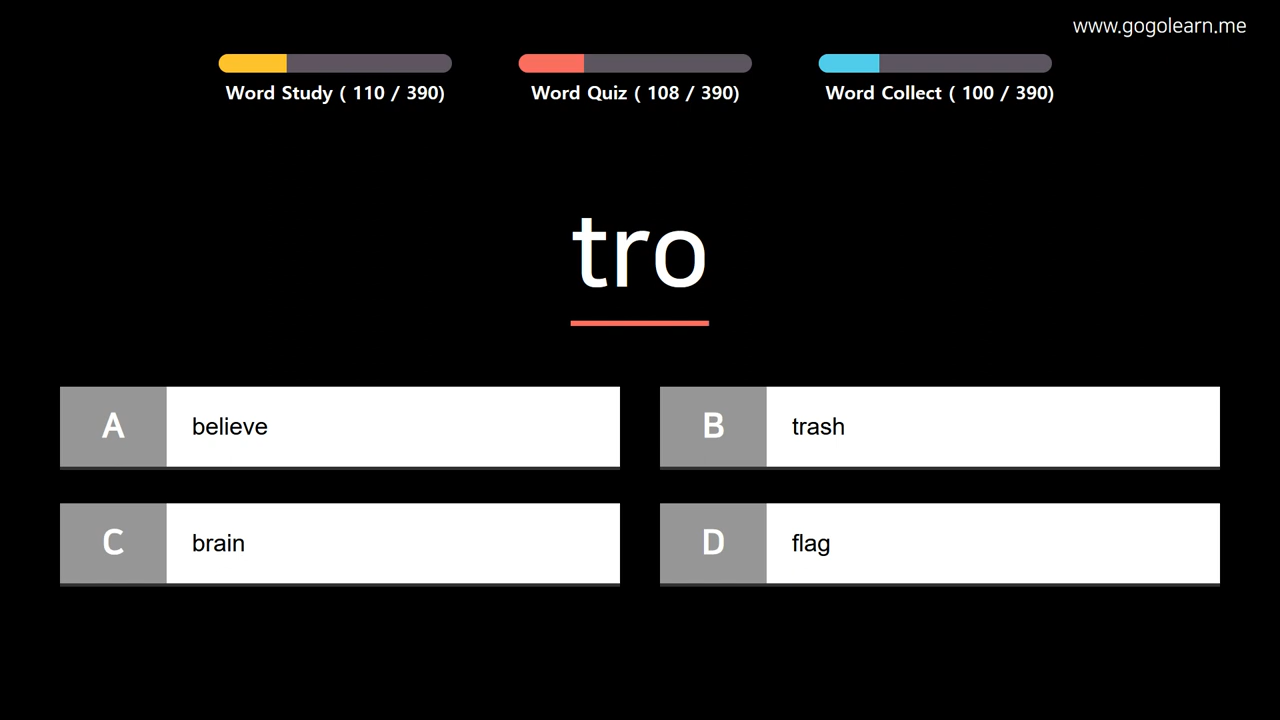 www.gogolearn.me
Word Study ( 110 / 390)
Word Quiz ( 108 / 390)
Word Collect ( 100 / 390)
tro
A
believe
B
trash
C
brain
D
flag